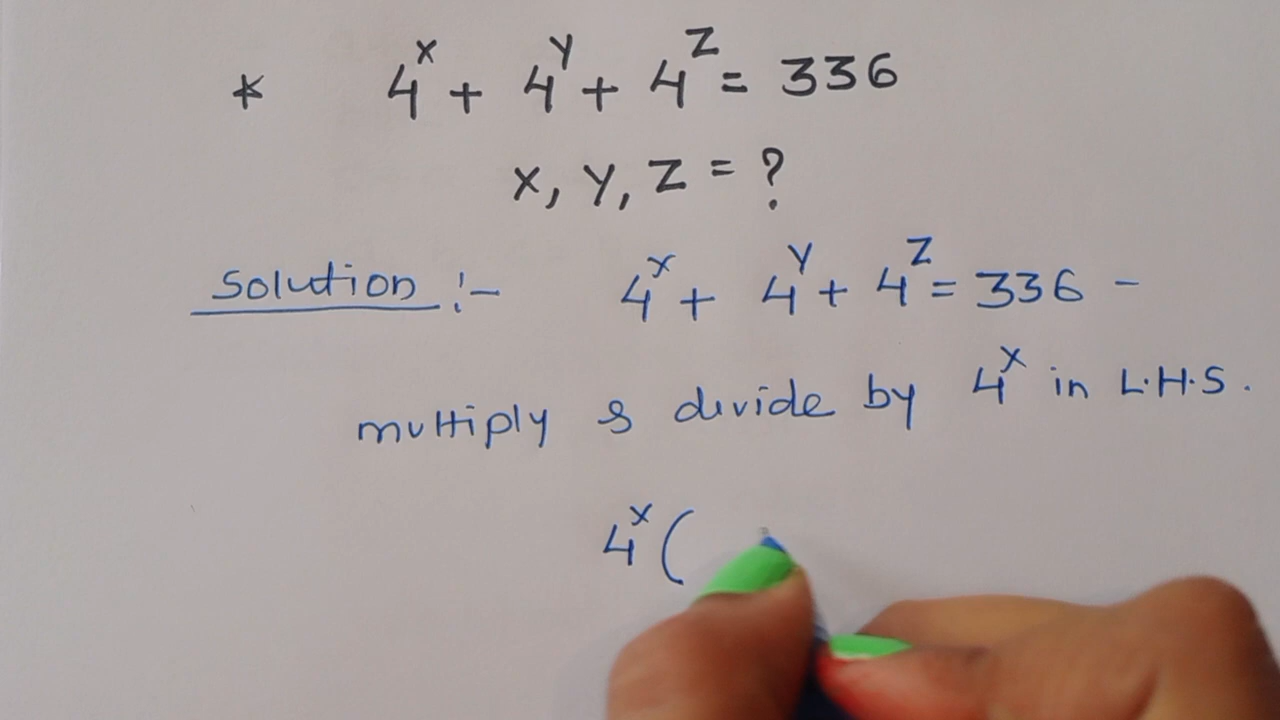 * 4^x + 4^y + 4^z = 336
x, y, z = ?
Solution :- 4^x + 4^y + 4^z = 336 -
multiply & divide by 4^x in L.H.S.
4^x (